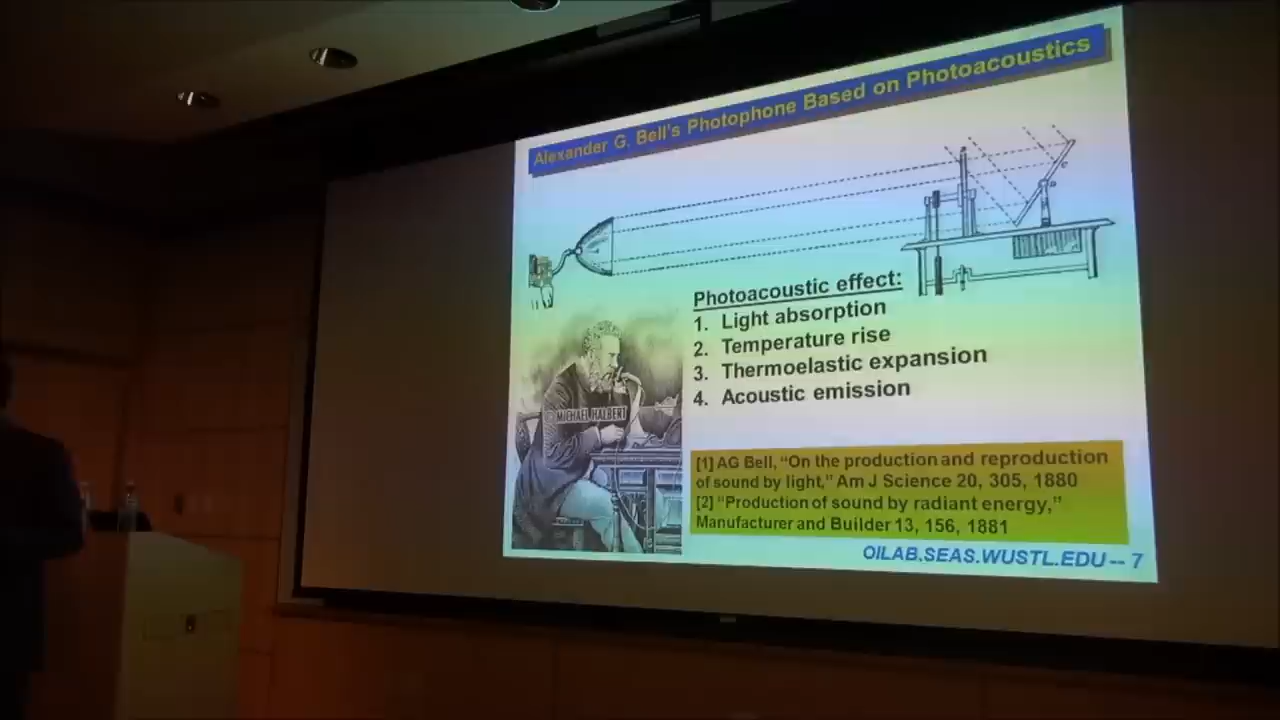 Alexander G. Bell's Photophone Based on Photoacoustics
Photoacoustic effect:
1. Light absorption
2. Temperature rise
3. Thermoelastic expansion
4. Acoustic emission
© MICHAEL HALBERT
[1] AG Bell, “On the production and reproduction
of sound by light,” Am J Science 20, 305, 1880
[2] “Production of sound by radiant energy,”
Manufacturer and Builder 13, 156, 1881
OILAB.SEAS.WUSTL.EDU -- 7